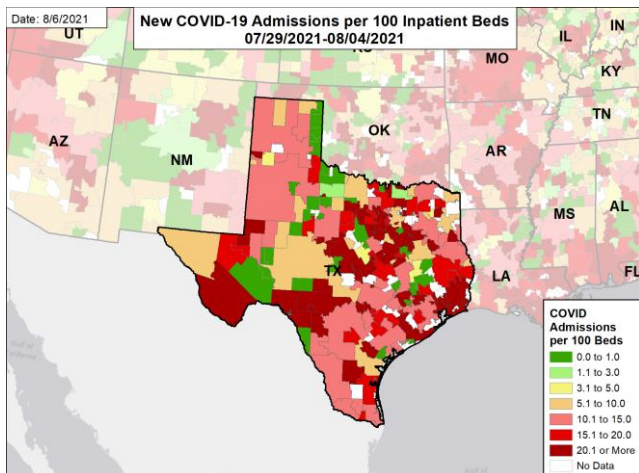 Date: 8/6/2021
New COVID-19 Admissions per 100 Inpatient Beds
07/29/2021-08/04/2021
UT
MO
IL
IN
KY
AZ
NM
OK
AR
TN
MS
AL
TX
LA
FL
COVID
Admissions
per 100 Beds
0.0 to 1.0
1.1 to 3.0
3.1 to 5.0
5.1 to 10.0
10.1 to 15.0
15.1 to 20.0
20.1 or More
No Data